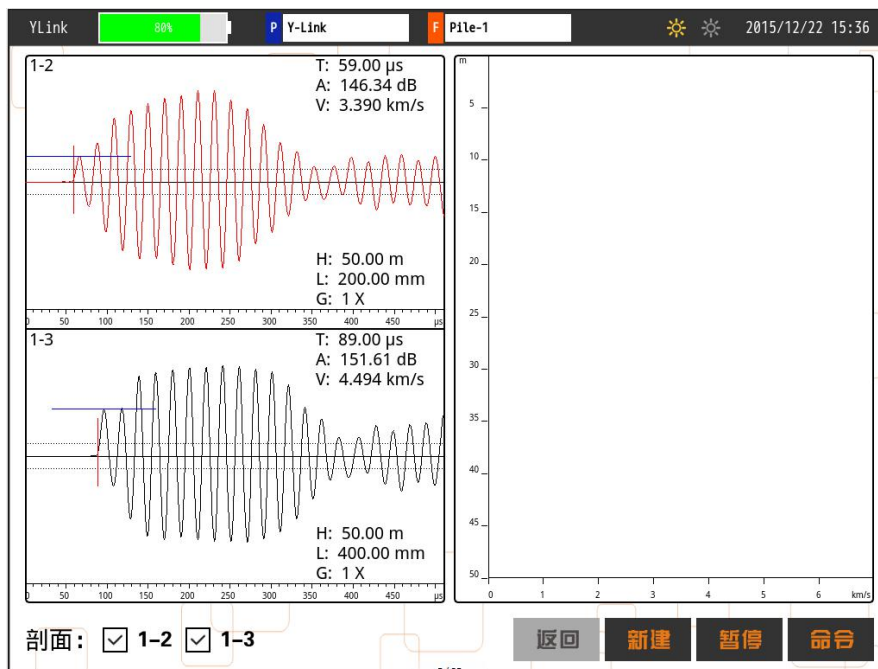 YLink 80% P Y-Link F Pile-1 2015/12/22 15:36
1-2
T: 59.00 μs
A: 146.34 dB
V: 3.390 km/s
H: 50.00 m
L: 200.00 mm
G: 1 X
0 50 100 150 200 250 300 350 400 450 μs
1-3
T: 89.00 μs
A: 151.61 dB
V: 4.494 km/s
H: 50.00 m
L: 400.00 mm
G: 1 X
50 100 150 200 250 300 350 400 450 μs
m
5
10
15
20
25
30
35
40
45
50
0 1 2 3 4 5 6 km/s
剖面: 1-2 1-3 返回 新建 暂停 命令